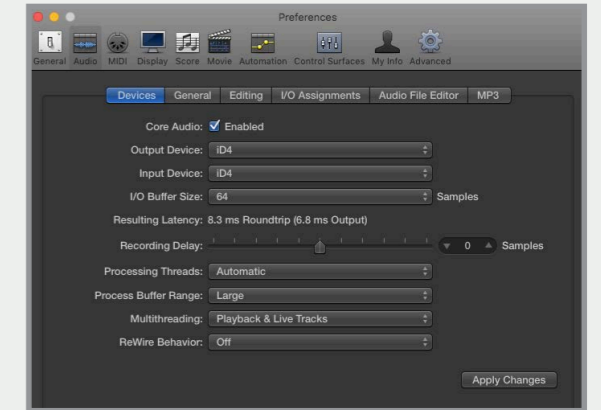 Preferences
General Audio MIDI Display Score Movie Automation Control Surfaces My Info Advanced
Devices General Editing I/O Assignments Audio File Editor MP3
Core Audio: Enabled
Output Device: iD4
Input Device: iD4
I/O Buffer Size: 64 Samples
Resulting Latency: 8.3 ms Roundtrip (6.8 ms Output)
Recording Delay: 0 Samples
Processing Threads: Automatic
Process Buffer Range: Large
Multithreading: Playback & Live Tracks
ReWire Behavior: Off
Apply Changes